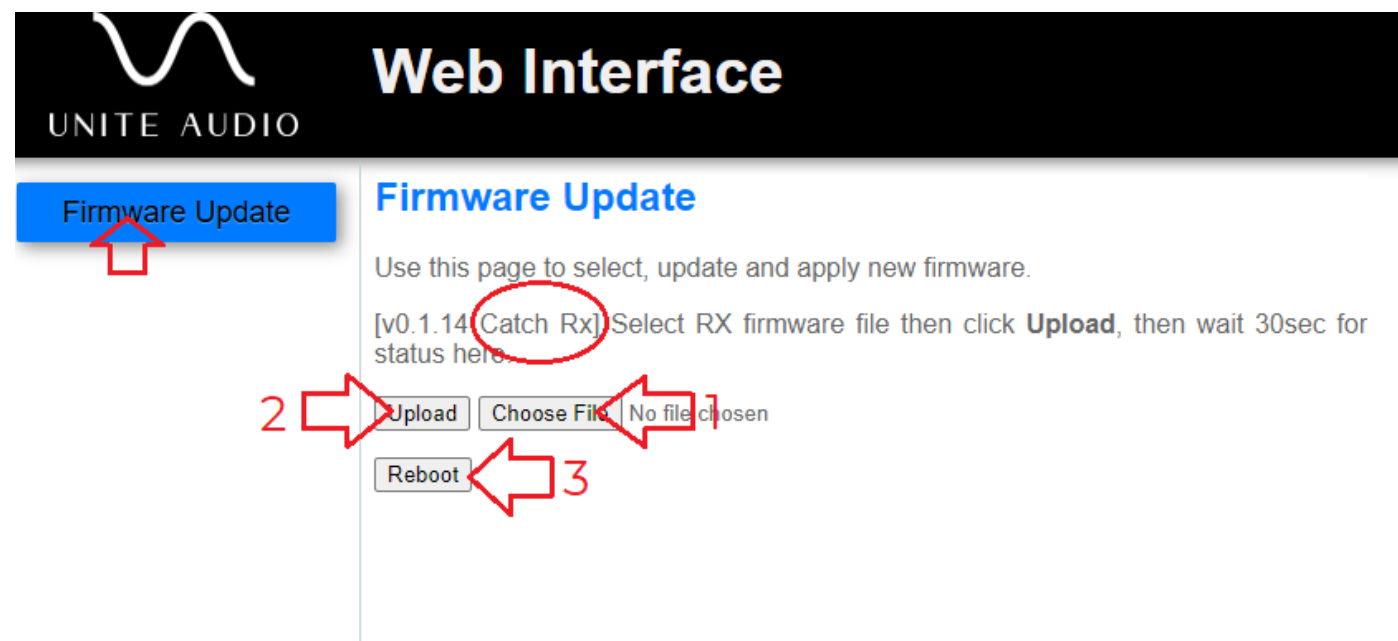 UNITE AUDIO
Web Interface
Firmware Update
Firmware Update
Use this page to select, update and apply new firmware.
[v0.1.14 Catch Rx] Select RX firmware file then click Upload, then wait 30sec for
status here.
2
Upload
Choose File
No file chosen
1
Reboot
3